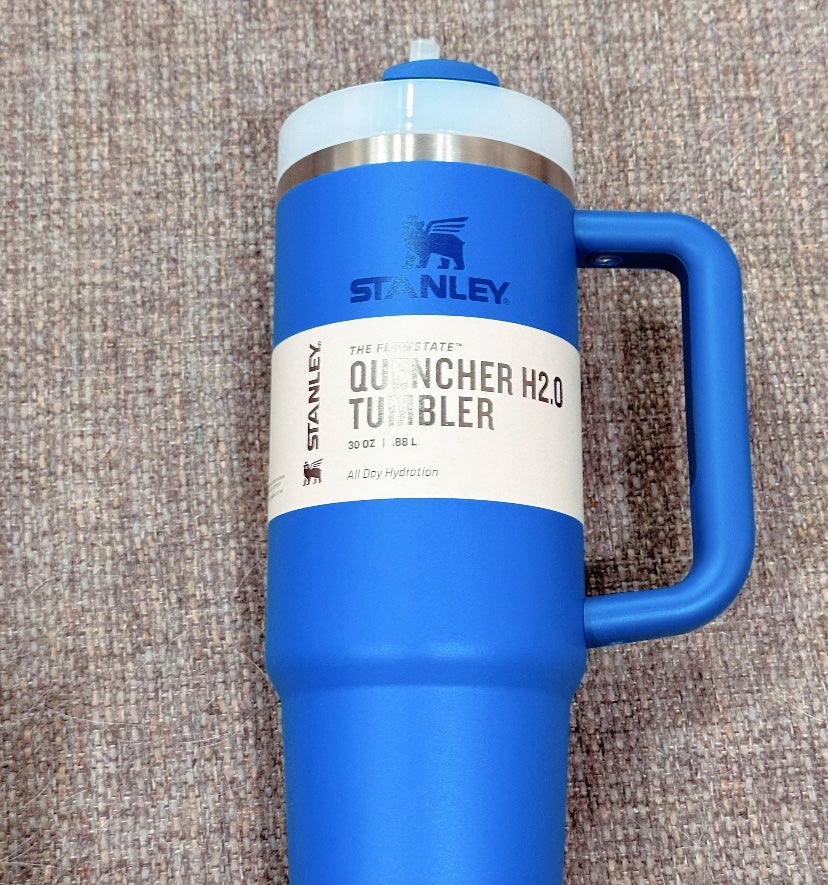 STANLEY®
STANLEY
THE FLOWSTATE™
QUENCHER H2.0
TUMBLER
30 OZ | .88 L
All Day Hydration